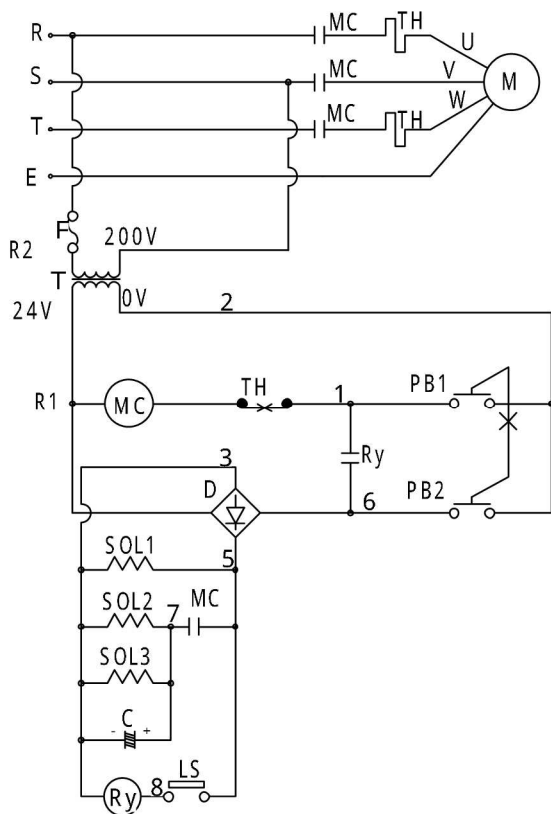 R MC TH U
S MC V M
T MC TH W
E
F
R2 200V
T
24V 0V 2
R1 MC TH 1 PB1
Ry
3
D 6 PB2
5
SOL1
SOL2 7 MC
SOL3
- C +
Ry 8 LS